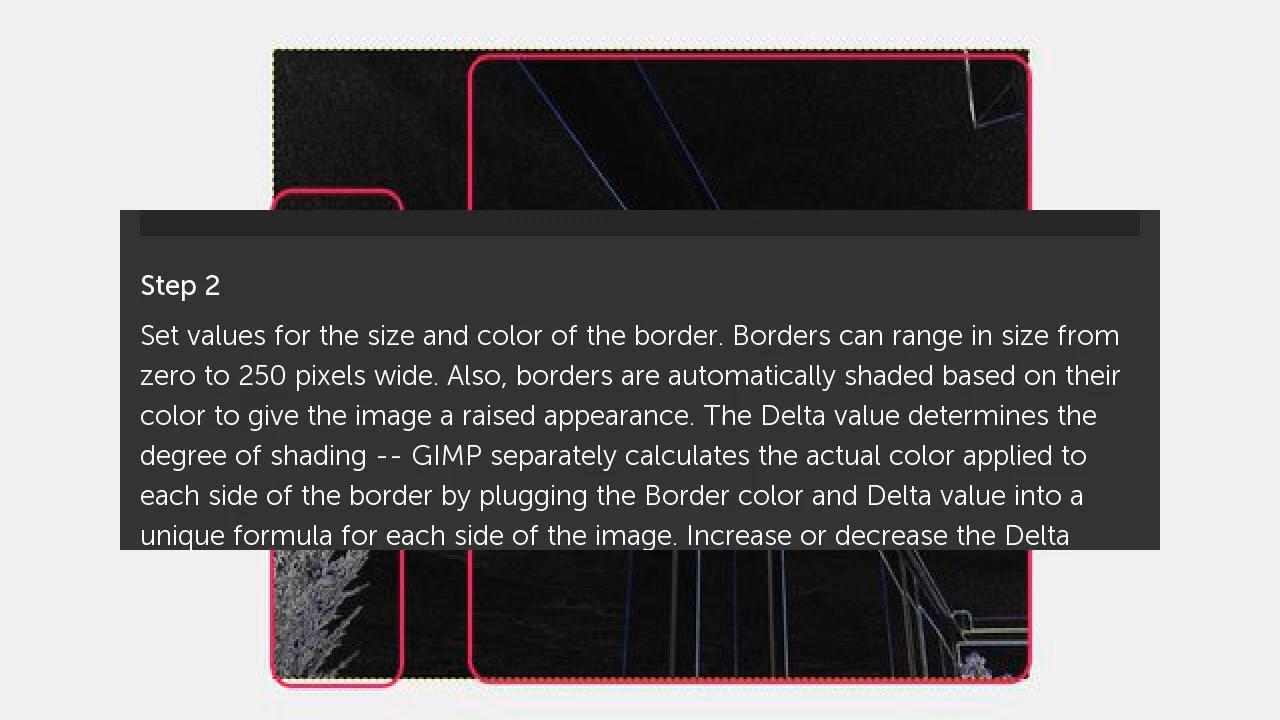 Step 2
Set values for the size and color of the border. Borders can range in size from
zero to 250 pixels wide. Also, borders are automatically shaded based on their
color to give the image a raised appearance. The Delta value determines the
degree of shading -- GIMP separately calculates the actual color applied to
each side of the border by plugging the Border color and Delta value into a
unique formula for each side of the image. Increase or decrease the Delta